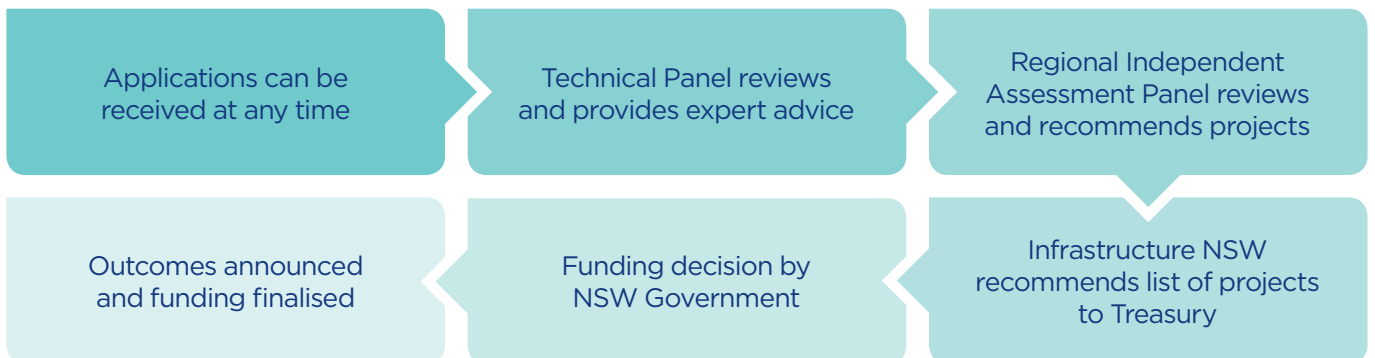 Applications can be
received at any time
Technical Panel reviews
and provides expert advice
Regional Independent
Assessment Panel reviews
and recommends projects
Infrastructure NSW
recommends list of projects
to Treasury
Funding decision by
NSW Government
Outcomes announced
and funding finalised